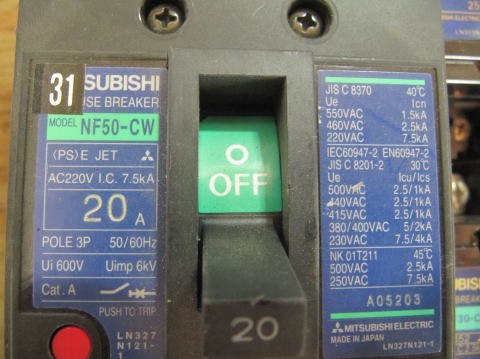 31
SUBISHI
USE BREAKER
MODEL NF50-CW
(PS)E JET
AC220V I.C. 7.5kA
20 A
POLE 3P 50/60Hz
Ui 600V Uimp 6kV
Cat. A
PUSH TO TRIP
LN327
N121-
1
OFF
20
JIS C 8370 40℃
Ue Icn
550VAC 1.5kA
460VAC 2.5kA
220VAC 7.5kA
IEC60947-2 EN60947-2
JIS C 8201-2 30℃
Ue Icu/Ics
500VAC 2.5/1kA
440VAC 2.5/1kA
415VAC 2.5/1kA
380/400VAC 5/2kA
230VAC 7.5/4kA
NK 01T211 45℃
500VAC 2.5kA
250VAC 7.5kA
A05203
MITSUBISHI ELECTRIC
MADE IN JAPAN
LN327N121-1